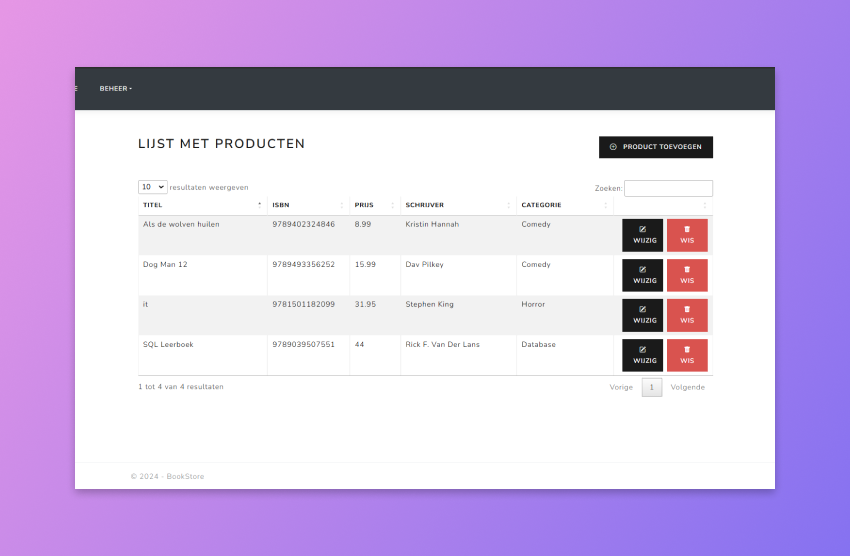 BEHEER
LIJST MET PRODUCTEN
PRODUCT TOEVOEGEN
10 resultaten weergeven
Zoeken:
TITEL ISBN PRIJS SCHRIJVER CATEGORIE
Als de wolven huilen 9789402324846 8.99 Kristin Hannah Comedy WIJZIG WIS
Dog Man 12 9789493356252 15.99 Dav Pilkey Comedy WIJZIG WIS
it 9781501182099 31.95 Stephen King Horror WIJZIG WIS
SQL Leerboek 9789039507551 44 Rick F. Van Der Lans Database WIJZIG WIS
1 tot 4 van 4 resultaten
Vorige 1 Volgende
© 2024 - BookStore